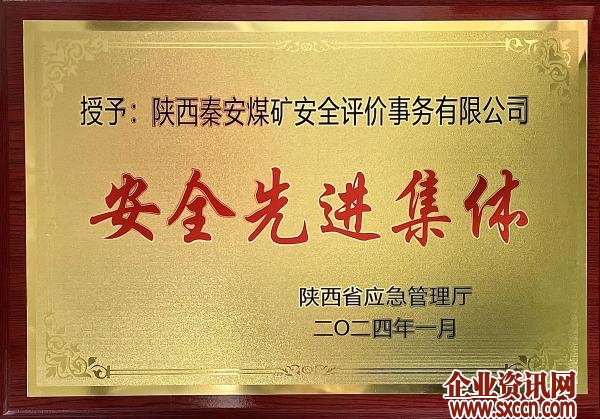 授予：陕西秦安煤矿安全评价事务有限公司
安全先进集体
陕西省应急管理厅
二〇二四年一月
企业资讯网
www.sxccn.com